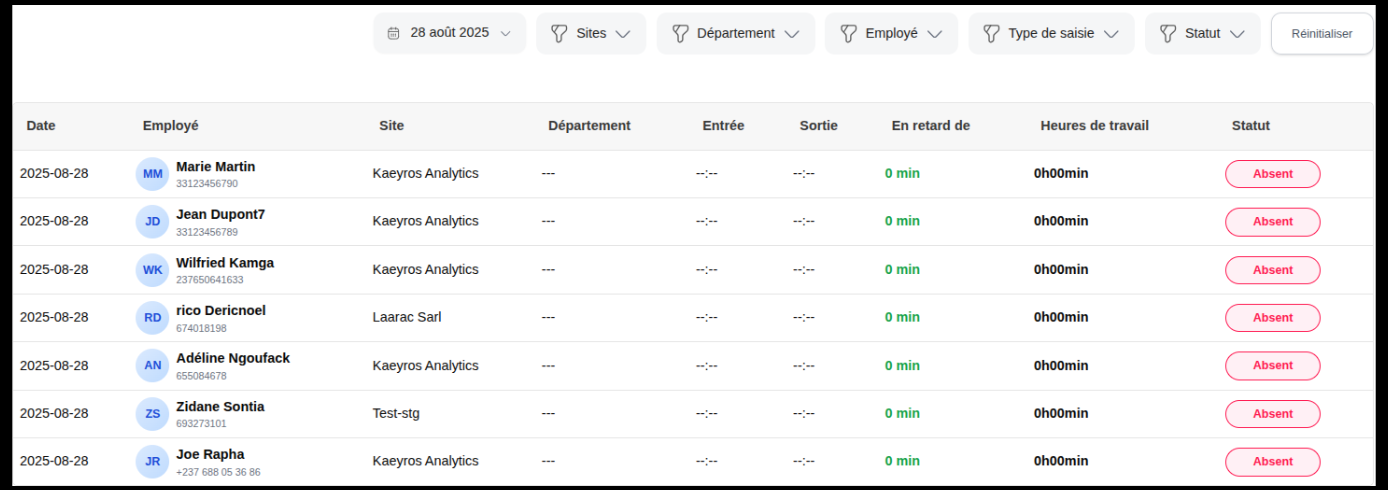 28 août 2025 Sites Département Employé Type de saisie Statut Réinitialiser
Date Employé Site Département Entrée Sortie En retard de Heures de travail Statut
2025-08-28 MM Marie Martin Kaeyros Analytics --- --:-- --:-- 0 min 0h00min Absent
33123456790
2025-08-28 JD Jean Dupont7 Kaeyros Analytics --- --:-- --:-- 0 min 0h00min Absent
33123456789
2025-08-28 WK Wilfried Kamga Kaeyros Analytics --- --:-- --:-- 0 min 0h00min Absent
237650641633
2025-08-28 RD rico Dericnoel Laarac Sarl --- --:-- --:-- 0 min 0h00min Absent
674018198
2025-08-28 AN Adéline Ngoufack Kaeyros Analytics --- --:-- --:-- 0 min 0h00min Absent
655084678
2025-08-28 ZS Zidane Sontia Test-stg --- --:-- --:-- 0 min 0h00min Absent
693273101
2025-08-28 JR Joe Rapha Kaeyros Analytics --- --:-- --:-- 0 min 0h00min Absent
+237 688 05 36 86